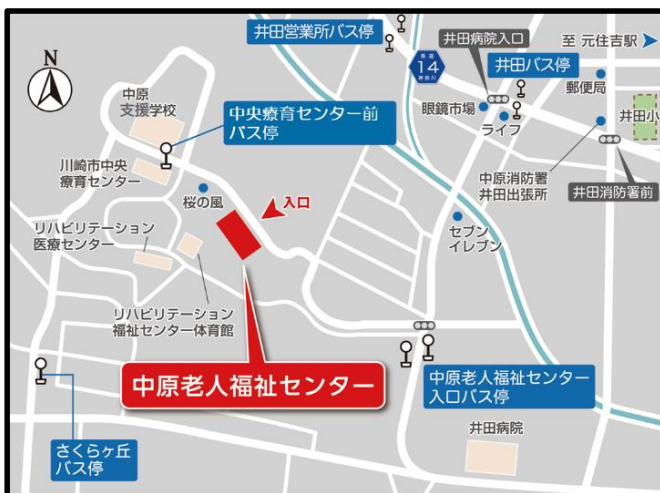 井田営業所バス停
県道
14
神奈川
井田病院入口
至 元住吉駅
井田バス停
郵便局
N
中原
支援学校
中央療育センター前
バス停
眼鏡市場
ライフ
井田小
川崎市中央
療育センター
中原消防署
井田出張所
井田消防署前
桜の風
入口
セブン
イレブン
リハビリテーション
医療センター
リハビリテーション
福祉センター体育館
中原老人福祉センター
中原老人福祉センター
入口バス停
井田病院
さくらヶ丘
バス停